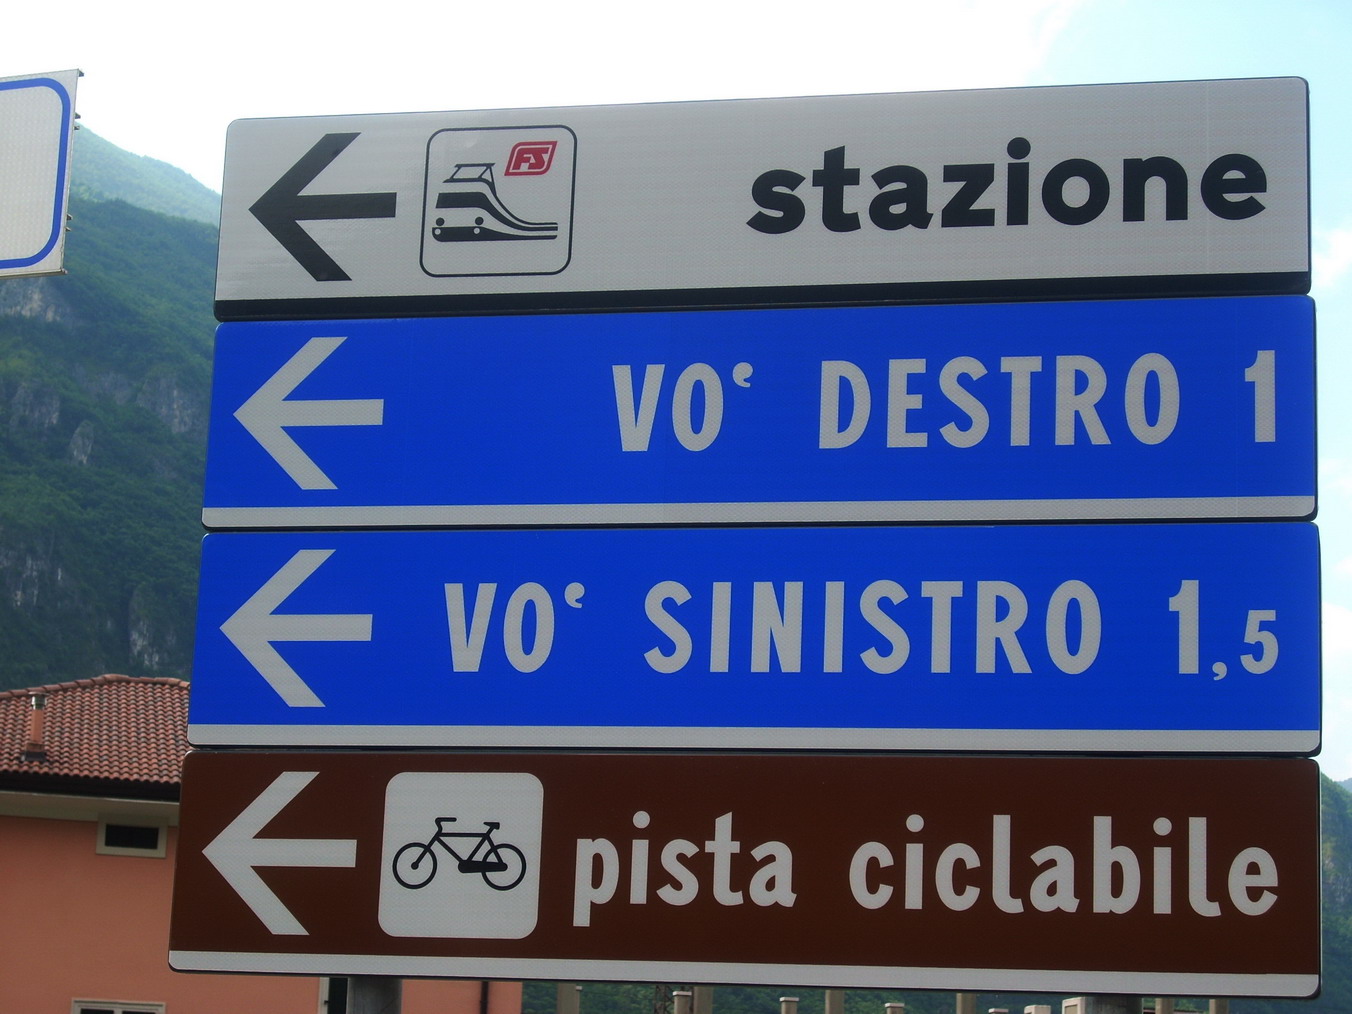 FS
stazione
VO‘ DESTRO 1
VO‘ SINISTRO 1,5
pista ciclabile